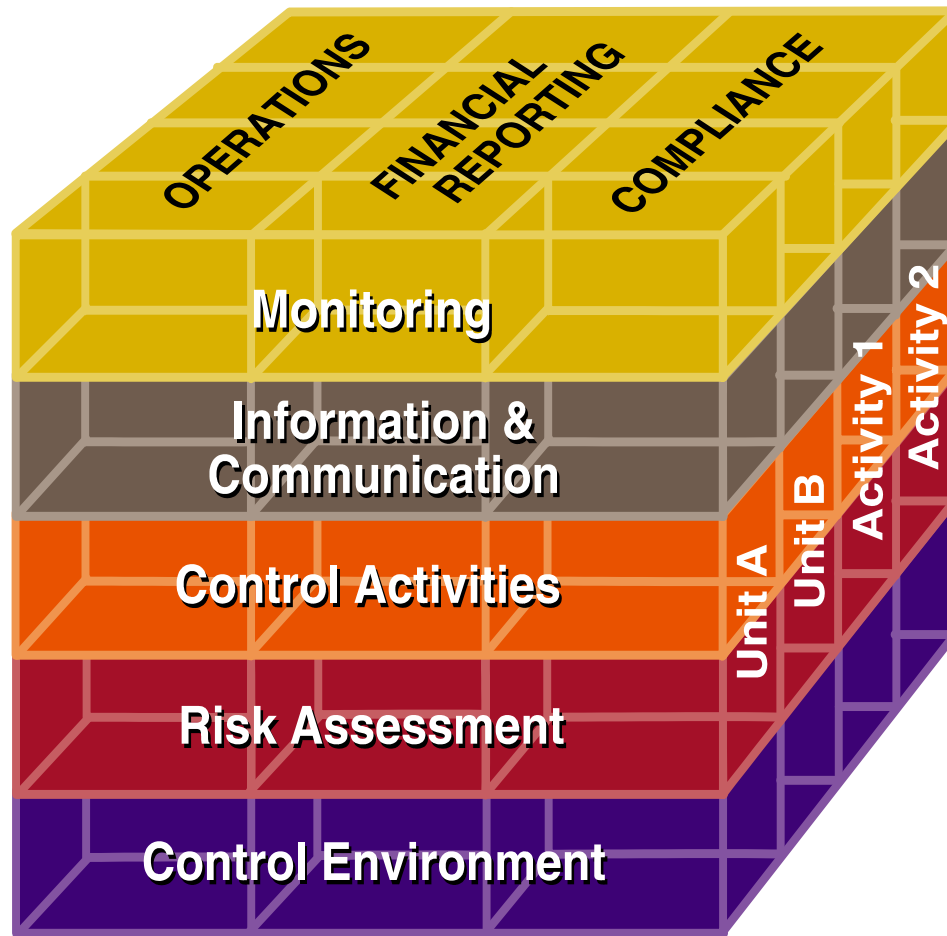 OPERATIONS
FINANCIAL
REPORTING
COMPLIANCE
Monitoring
Information &
Communication
Control Activities
Risk Assessment
Control Environment
Unit A
Unit B
Activity 1
Activity 2